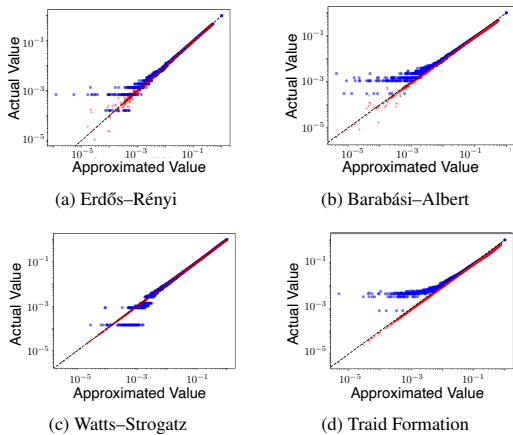 Actual Value
10⁻¹
10⁻³
10⁻⁵
10⁻⁵ 10⁻³ 10⁻¹
Approximated Value
(a) Erdős–Rényi
Actual Value
10⁻¹
10⁻³
10⁻⁵
10⁻⁵ 10⁻³ 10⁻¹
Approximated Value
(b) Barabási–Albert
Actual Value
10⁻¹
10⁻³
10⁻⁵
10⁻⁵ 10⁻³ 10⁻¹
Approximated Value
(c) Watts–Strogatz
Actual Value
10⁻¹
10⁻³
10⁻⁵
10⁻⁵ 10⁻³ 10⁻¹
Approximated Value
(d) Traid Formation